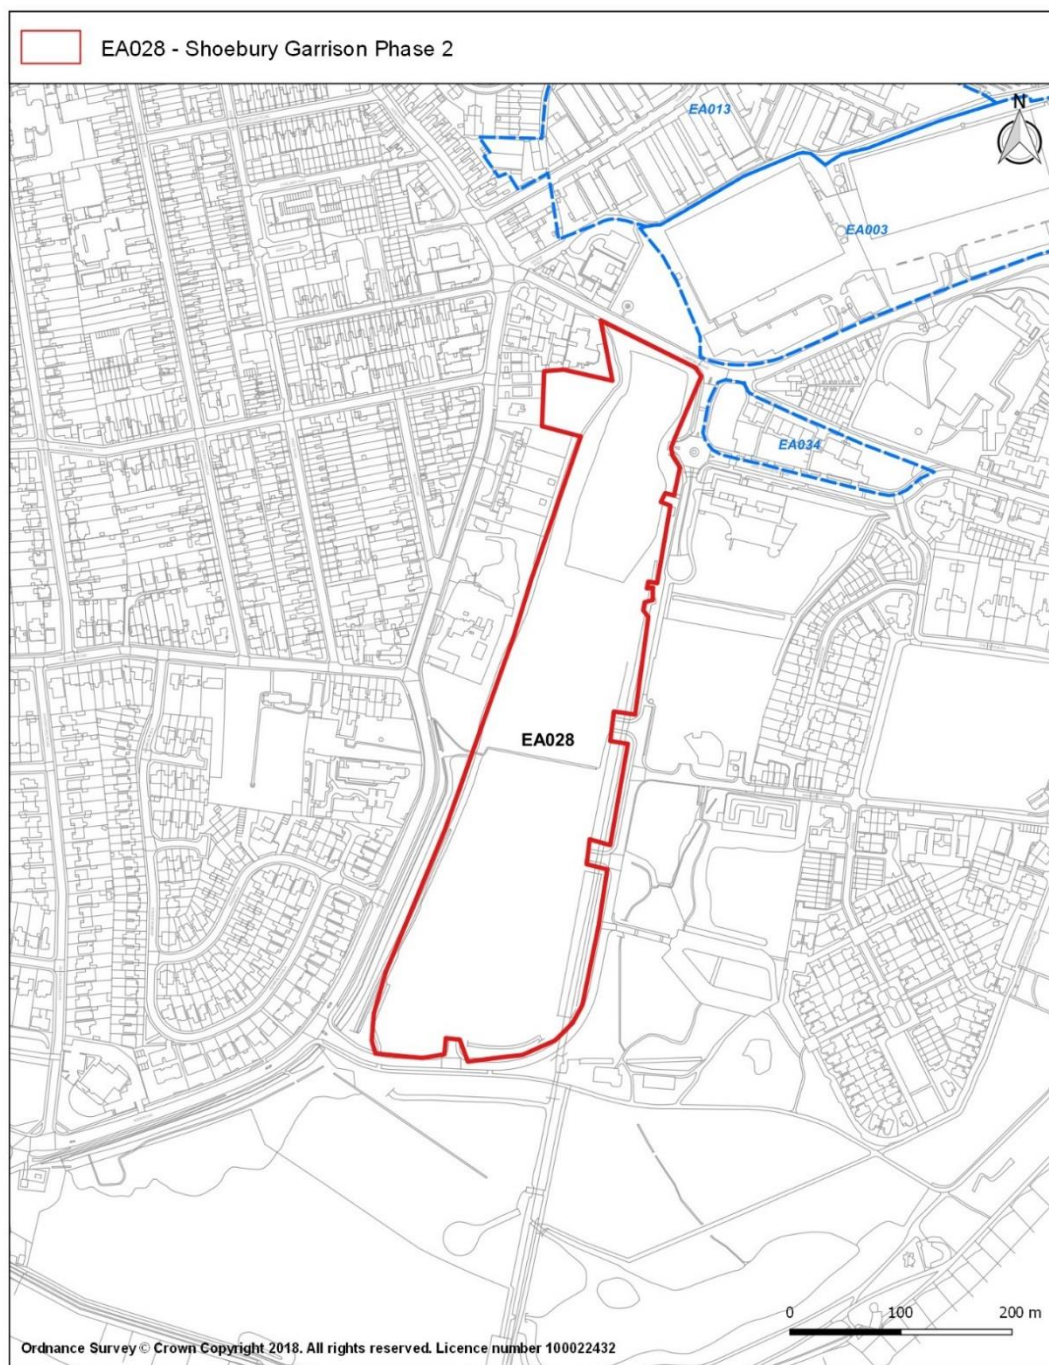 EA028 - Shoebury Garrison Phase 2
EA013
N
EA003
EA034
EA028
0 100 200 m
Ordnance Survey © Crown Copyright 2018. All rights reserved. Licence number 100022432